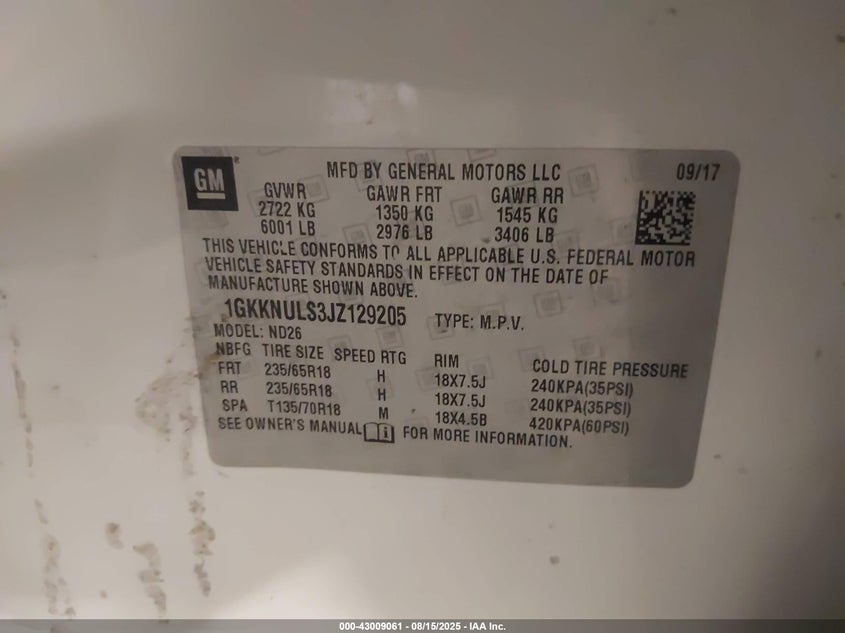 GM
MFD BY GENERAL MOTORS LLC 09/17
GVWR GAWR FRT GAWR RR
2722 KG 1350 KG 1545 KG
6001 LB 2976 LB 3406 LB
THIS VEHICLE CONFORMS TO ALL APPLICABLE U.S. FEDERAL MOTOR
VEHICLE SAFETY STANDARDS IN EFFECT ON THE DATE OF
MANUFACTURE SHOWN ABOVE.
1GKKNULS3JZ129205 TYPE: M.P.V.
MODEL: ND26
NBFG TIRE SIZE SPEED RTG RIM COLD TIRE PRESSURE
FRT 235/65R18 H 18X7.5J 240KPA(35PSI)
RR 235/65R18 H 18X7.5J 240KPA(35PSI)
SPA T135/70R18 M 18X4.5B 420KPA(60PSI)
SEE OWNER'S MANUAL FOR MORE INFORMATION.
000-43009061 - 08/15/2025 - IAA Inc.